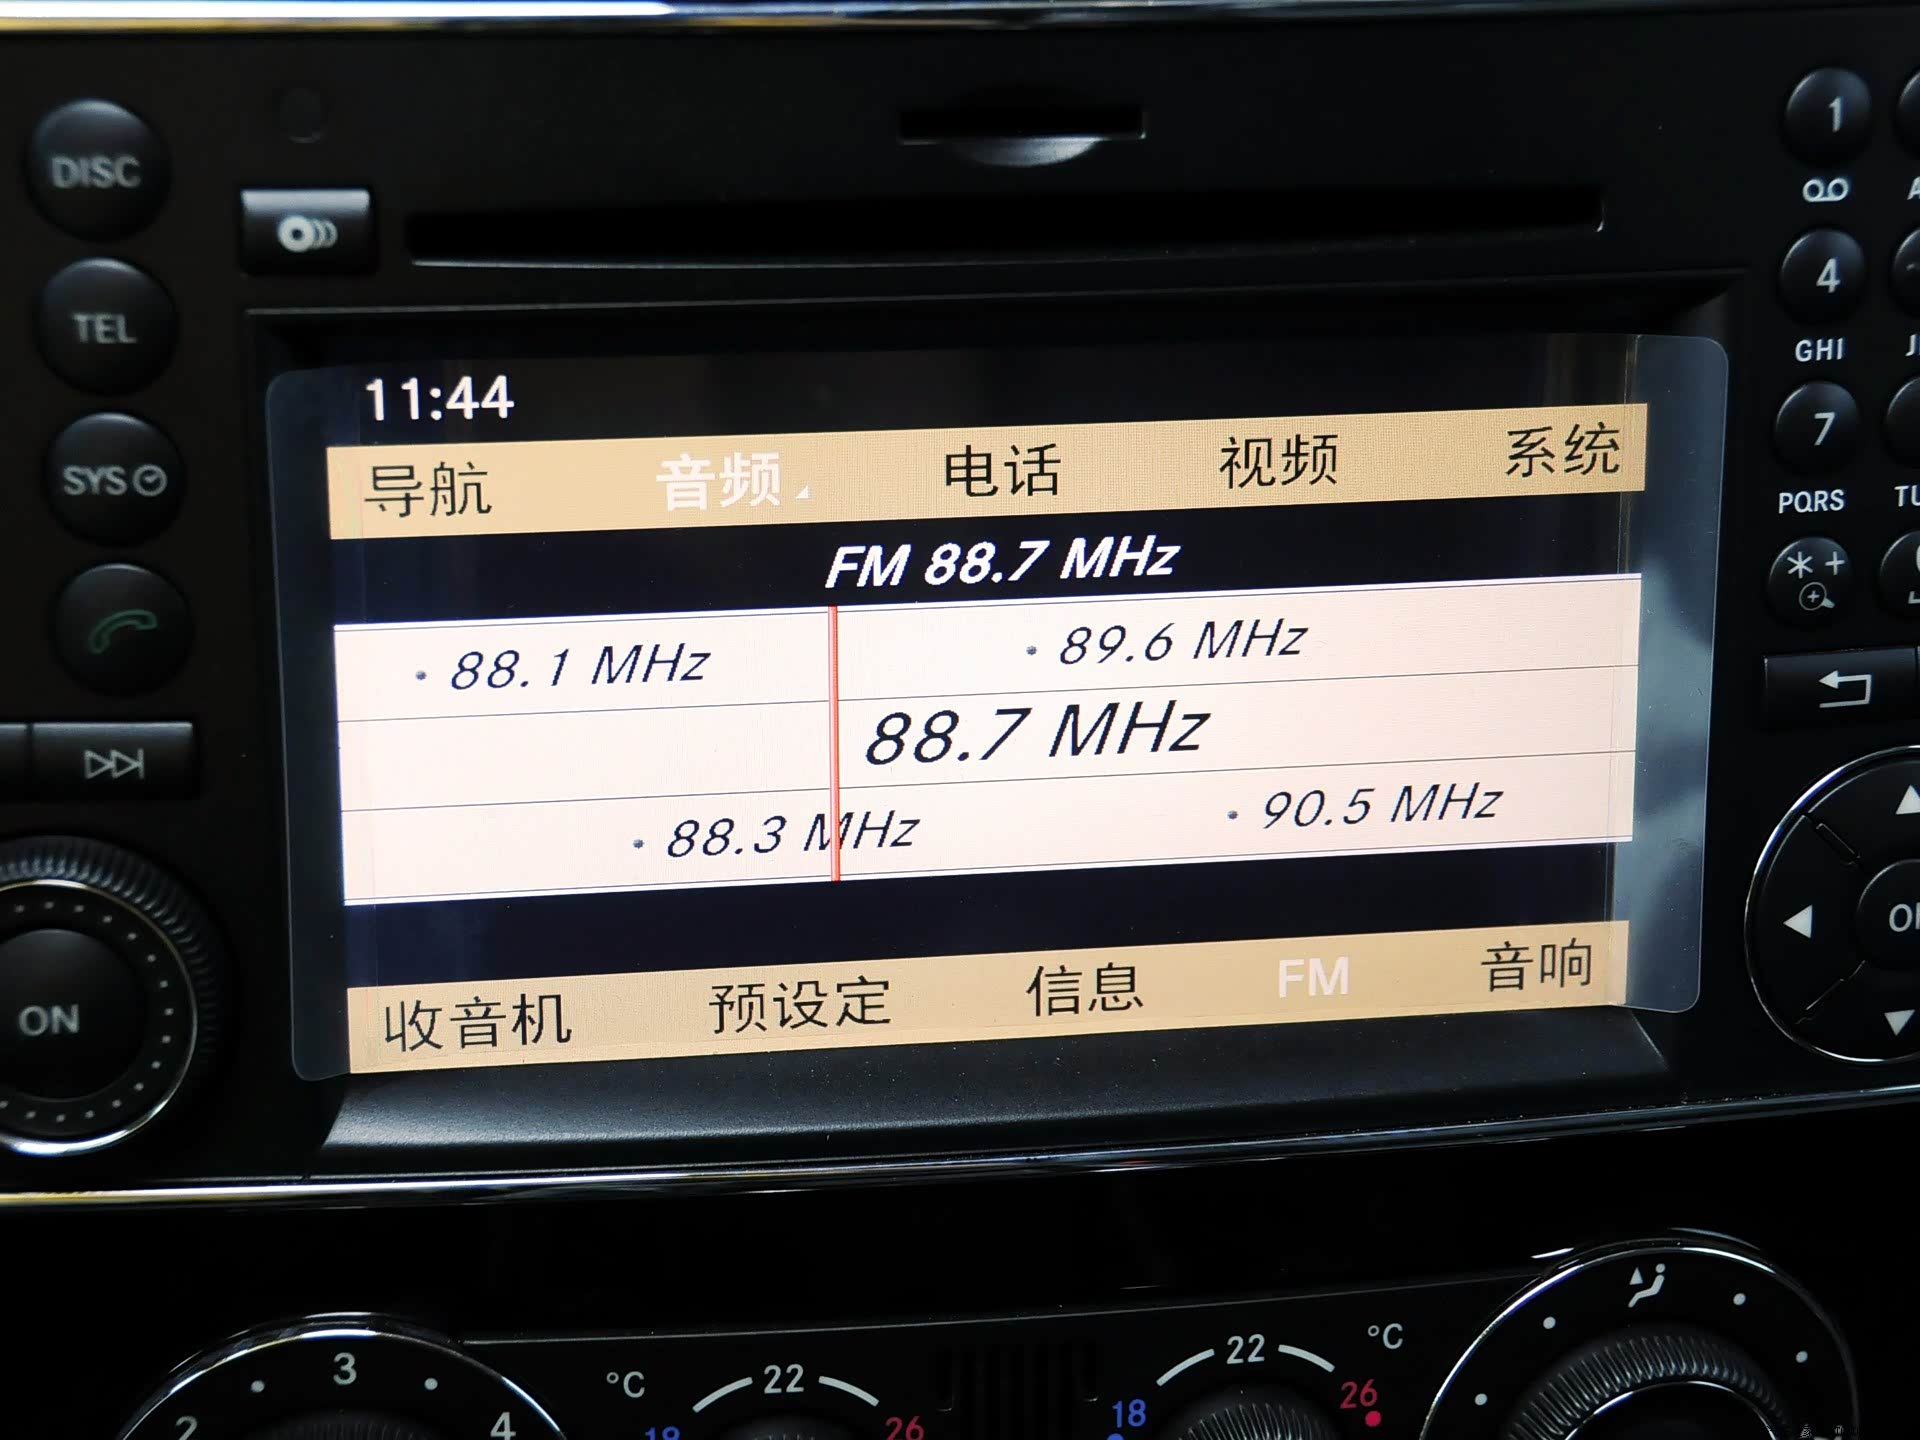 DISC
TEL
SYS
ON
1
4
GHI
7
PQRS
* +
11:44
导航 音频 电话 视频 系统
FM 88.7 MHz
88.1 MHz 89.6 MHz
88.7 MHz
88.3 MHz 90.5 MHz
收音机 预设定 信息 FM 音响
2 3 4
°C 18 22 26
18 22 26 °C